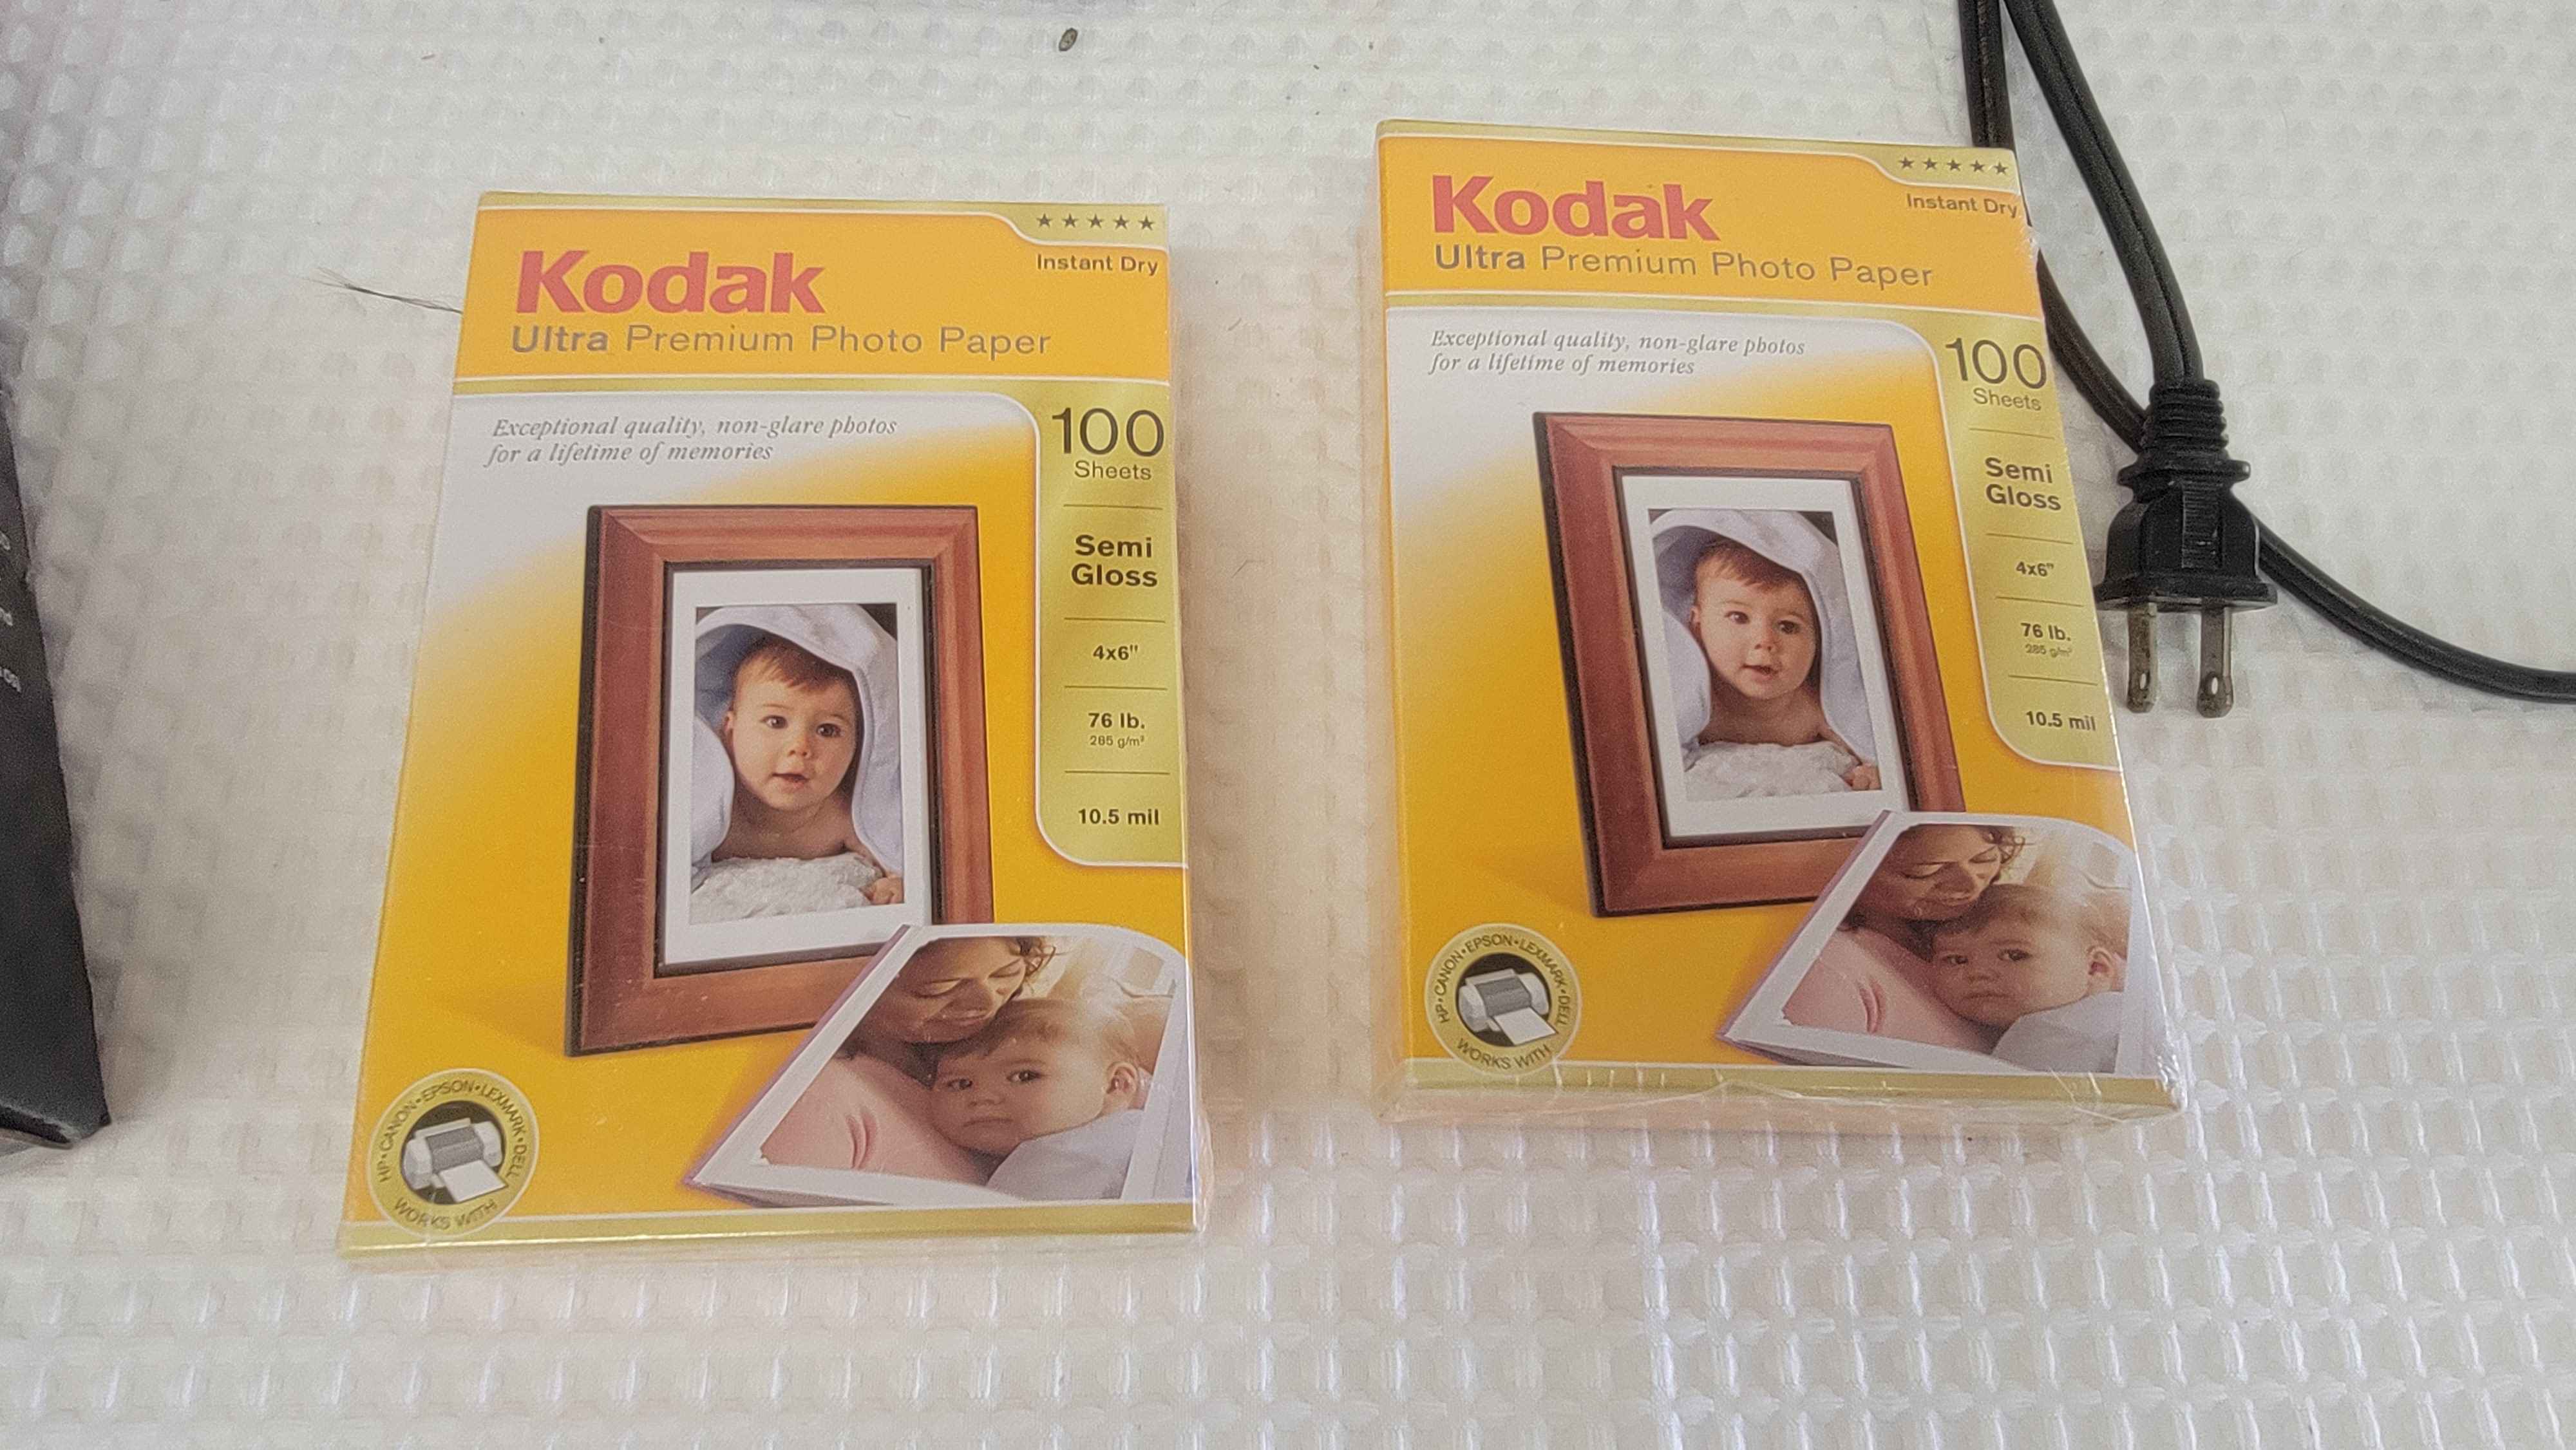 ★★★★★
Instant Dry
Kodak
Ultra Premium Photo Paper
Exceptional quality, non-glare photos
for a lifetime of memories
100
Sheets
Semi
Gloss
4x6"
76 lb.
285 g/m²
10.5 mil
HP•CANON•EPSON•LEXMARK•DELL
WORKS WITH
★★★★★
Instant Dry
Kodak
Ultra Premium Photo Paper
Exceptional quality, non-glare photos
for a lifetime of memories
100
Sheets
Semi
Gloss
4x6"
76 lb.
285 g/m²
10.5 mil
HP•CANON•EPSON•LEXMARK•DELL
WORKS WITH